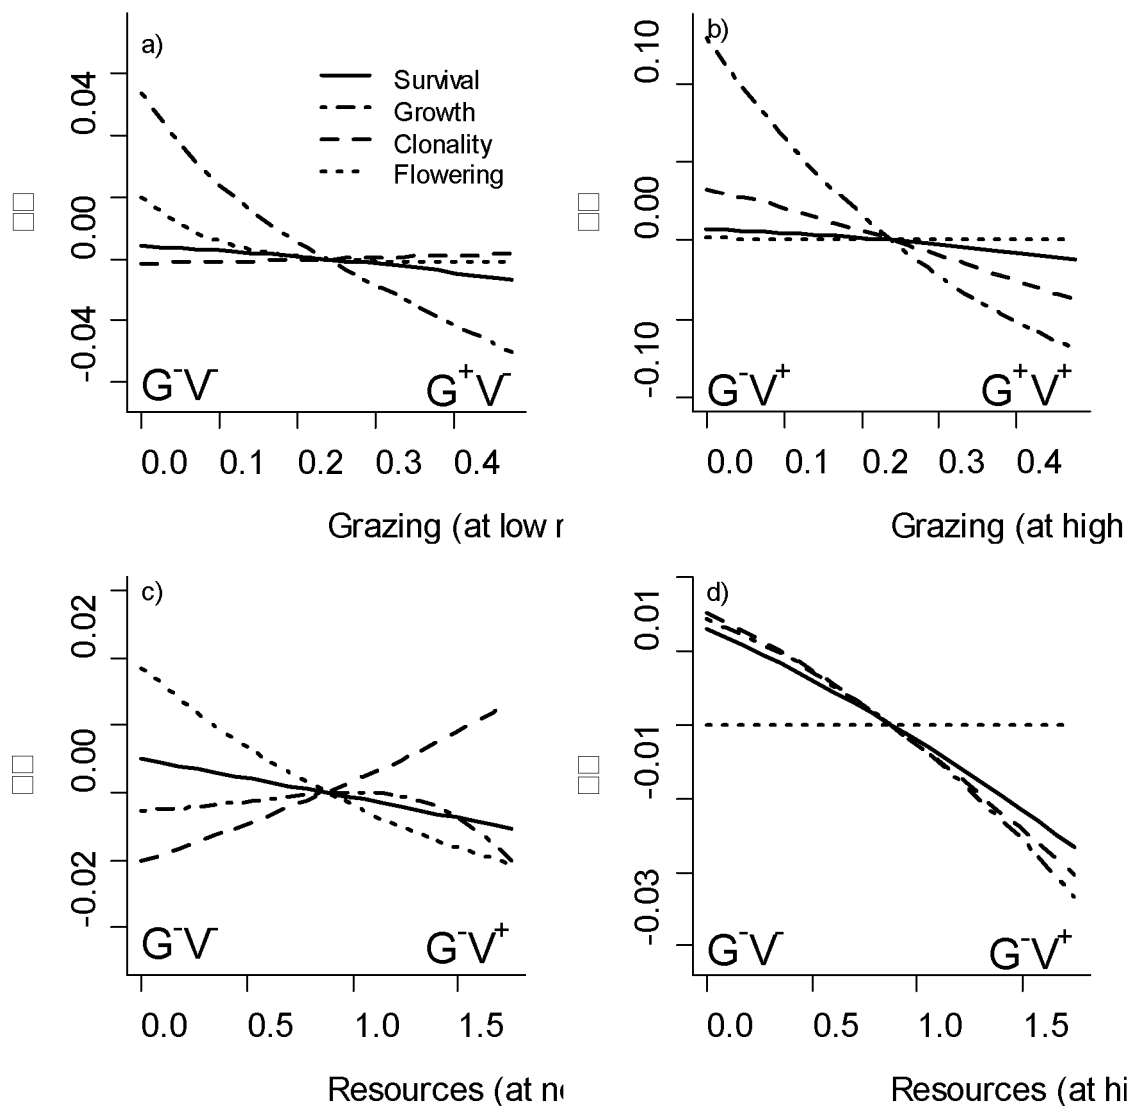 a)
Survival
Growth
Clonality
Flowering
0.04
0.00
-0.04
G-V-
G+V-
0.0 0.1 0.2 0.3 0.4
Grazing (at low r
b)
0.10
0.00
-0.10
G-V+
G+V+
0.0 0.1 0.2 0.3 0.4
Grazing (at high
c)
0.02
0.00
-0.02
G-V-
G-V+
0.0 0.5 1.0 1.5
Resources (at n
d)
0.01
-0.01
-0.03
G-V-
G-V+
0.0 0.5 1.0 1.5
Resources (at hi